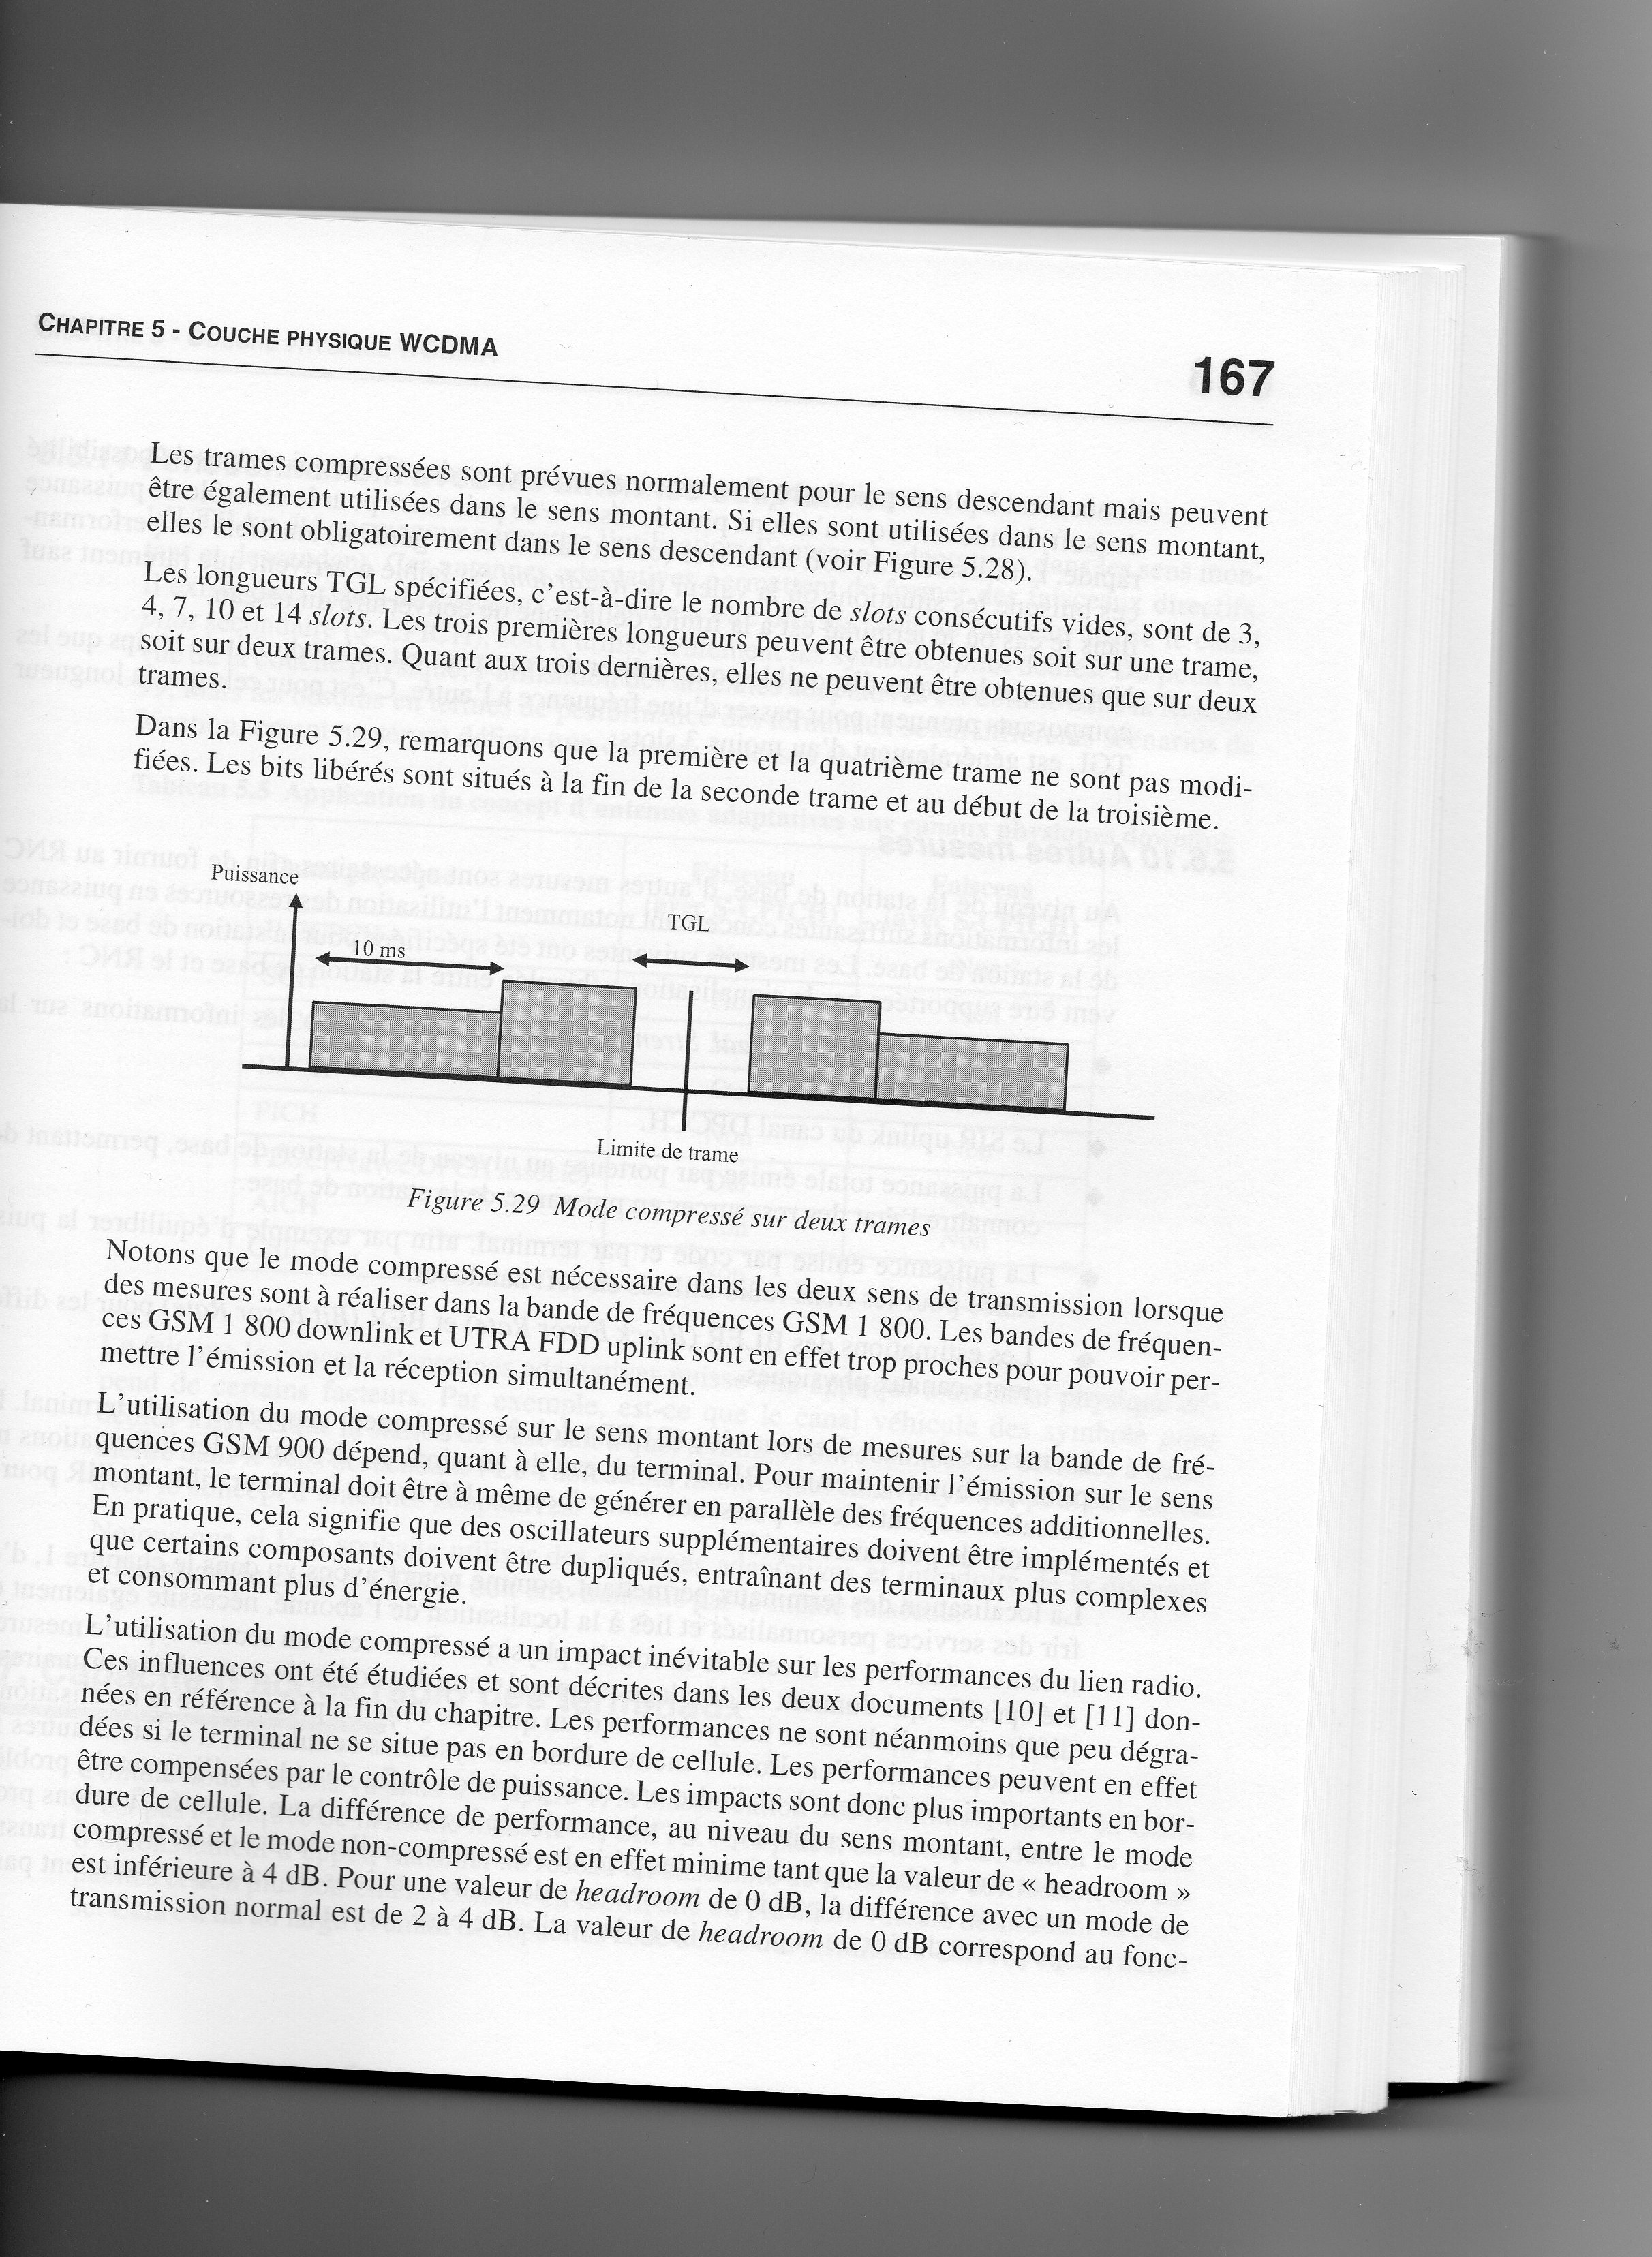 CHAPITRE 5 - COUCHE PHYSIQUE WCDMA
167
Les trames compressées sont prévues normalement pour le sens descendant mais peuvent
être également utilisées dans le sens montant. Si elles sont utilisées dans le sens montant,
elles le sont obligatoirement dans le sens descendant (voir Figure 5.28).
Les longueurs TGL spécifiées, c'est-à-dire le nombre de slots consécutifs vides, sont de 3,
4, 7, 10 et 14 slots. Les trois premières longueurs peuvent être obtenues soit sur une trame,
soit sur deux trames. Quant aux trois dernières, elles ne peuvent être obtenues que sur deux
trames.
Dans la Figure 5.29, remarquons que la première et la quatrième trame ne sont pas modi-
fiées. Les bits libérés sont situés à la fin de la seconde trame et au début de la troisième.
Puissance
TGL
10 ms
Limite de trame
Figure 5.29 Mode compressé sur deux trames
Notons que le mode compressé est nécessaire dans les deux sens de transmission lorsque
des mesures sont à réaliser dans la bande de fréquences GSM 1 800. Les bandes de fréquen-
ces GSM 1 800 downlink et UTRA FDD uplink sont en effet trop proches pour pouvoir per-
mettre l'émission et la réception simultanément.
L'utilisation du mode compressé sur le sens montant lors de mesures sur la bande de fré-
quences GSM 900 dépend, quant à elle, du terminal. Pour maintenir l'émission sur le sens
montant, le terminal doit être à même de générer en parallèle des fréquences additionnelles.
En pratique, cela signifie que des oscillateurs supplémentaires doivent être implémentés et
que certains composants doivent être dupliqués, entraînant des terminaux plus complexes
et consommant plus d'énergie.
L'utilisation du mode compressé a un impact inévitable sur les performances du lien radio.
Ces influences ont été étudiées et sont décrites dans les deux documents [10] et [11] don-
nées en référence à la fin du chapitre. Les performances ne sont néanmoins que peu dégra-
dées si le terminal ne se situe pas en bordure de cellule. Les performances peuvent en effet
être compensées par le contrôle de puissance. Les impacts sont donc plus importants en bor-
dure de cellule. La différence de performance, au niveau du sens montant, entre le mode
compressé et le mode non-compressé est en effet minime tant que la valeur de « headroom »
est inférieure à 4 dB. Pour une valeur de headroom de 0 dB, la différence avec un mode de
transmission normal est de 2 à 4 dB. La valeur de headroom de 0 dB correspond au fonc-